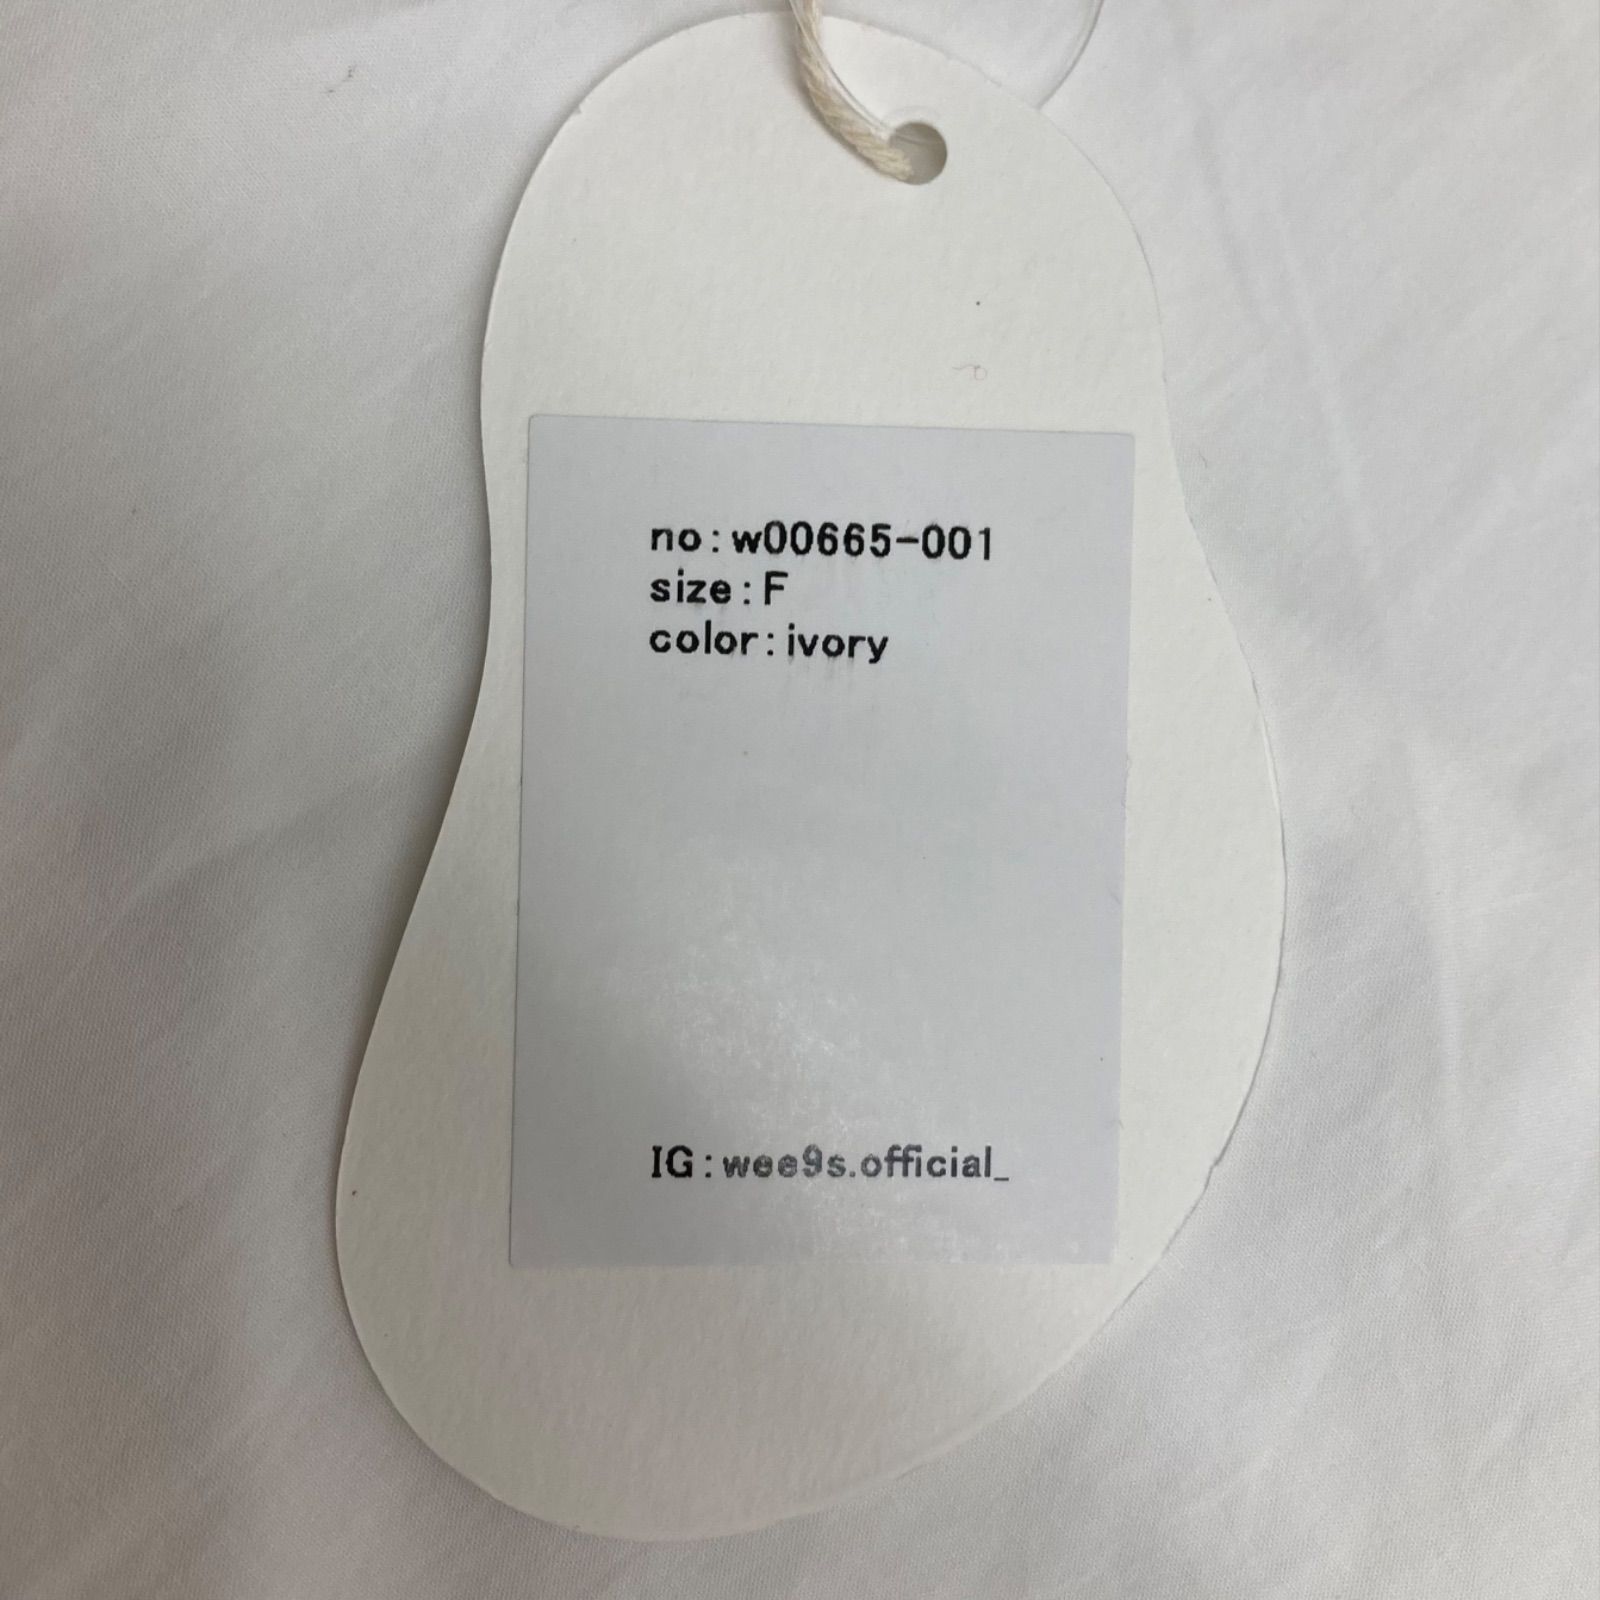 no:w00665-001
size:F
color:ivory
IG:wee9s.official_